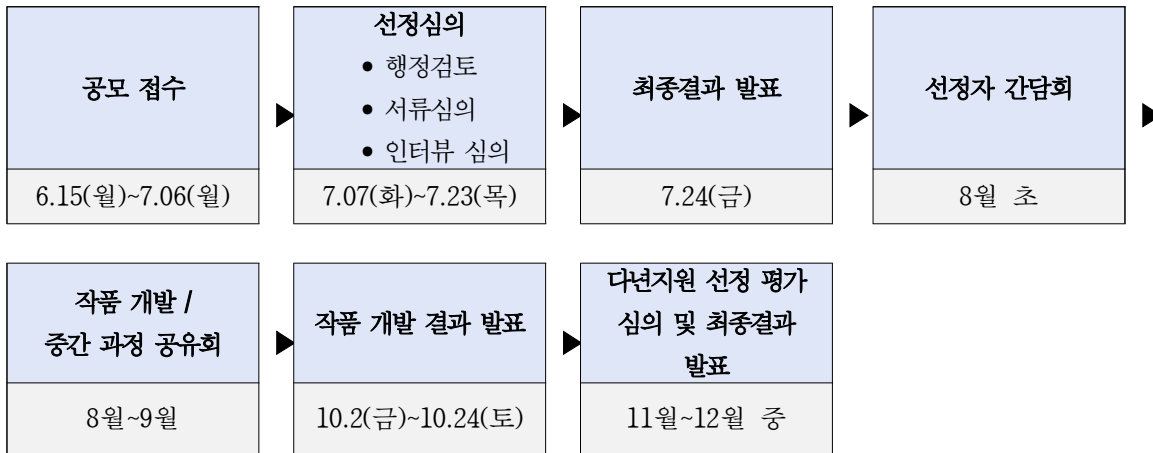 공모 접수
6.15(월)~7.06(월)
선정심의
• 행정검토
• 서류심의
• 인터뷰 심의
7.07(화)~7.23(목)
최종결과 발표
7.24(금)
선정자 간담회
8월 초
작품 개발 /
중간 과정 공유회
8월~9월
작품 개발 결과 발표
10.2(금)~10.24(토)
다년지원 선정 평가
심의 및 최종결과
발표
11월~12월 중